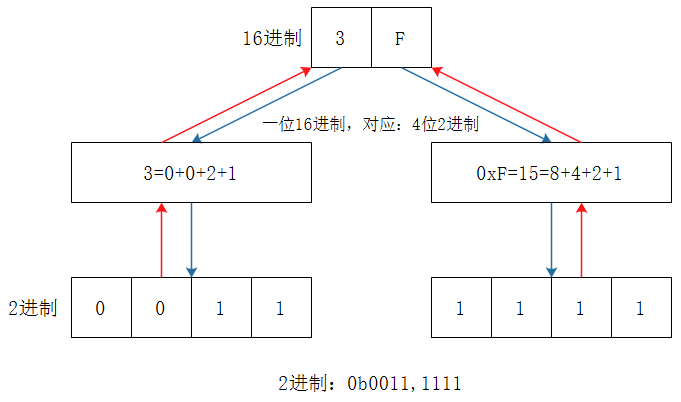 16进制 3 F
一位16进制，对应：4位2进制
3=0+0+2+1 0xF=15=8+4+2+1
2进制 0 0 1 1 1 1 1 1
2进制：0b0011,1111